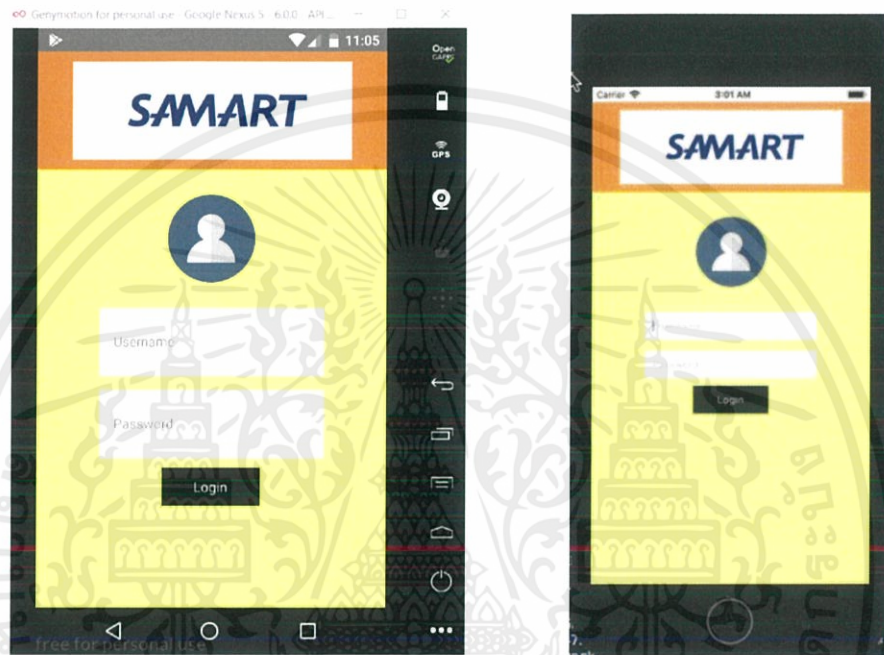 Genymotion for personal use - Google Nexus 5 - 6.0.0 - API ...
11:05
Open
GAPPS
SAMART
GPS
Username
Password
Login
free for personal use
Carrier
3:01 AM
SAMART
Login